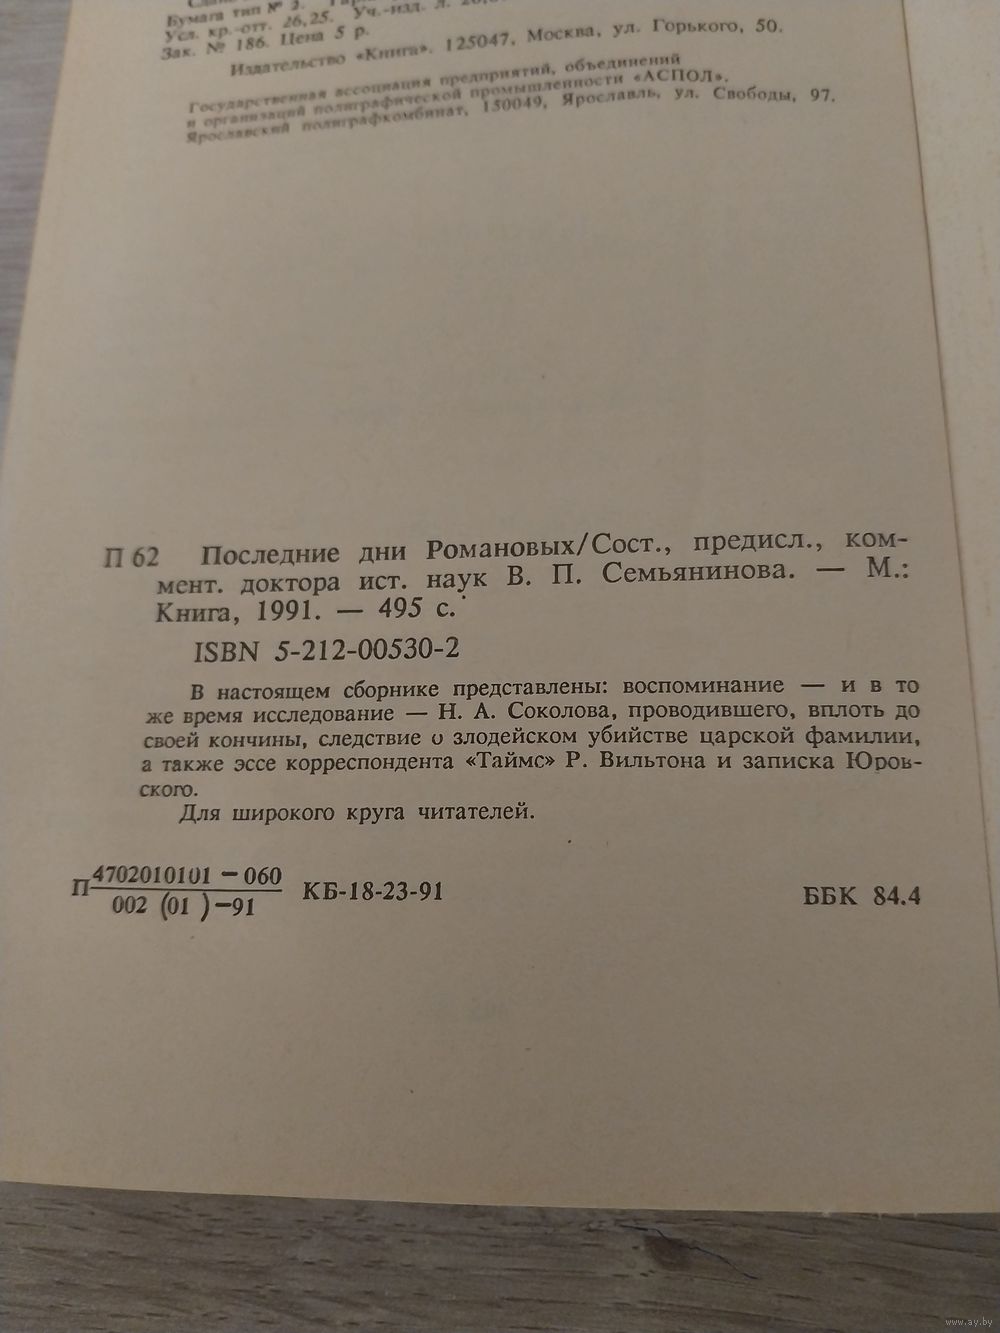 Бумага тип № 2.
Усл. кр.-отт. 26,25. Уч.-изд. л.
Зак. № 186. Цена 5 р.
Издательство «Книга». 125047, Москва, ул. Горького, 50.
Государственная ассоциация предприятий, объединений
и организаций полиграфической промышленности «АСПОЛ».
Ярославский полиграфкомбинат, 150049, Ярославль, ул. Свободы, 97.
П 62 Последние дни Романовых/Сост., предисл., ком-
мент. доктора ист. наук В. П. Семьянинова. — М.:
Книга, 1991. — 495 с.
ISBN 5-212-00530-2
В настоящем сборнике представлены: воспоминание — и в то
же время исследование — Н. А. Соколова, проводившего, вплоть до
своей кончины, следствие о злодейском убийстве царской фамилии,
а также эссе корреспондента «Таймс» Р. Вильтона и записка Юров-
ского.
Для широкого круга читателей.
П 4702010101 — 060
002 (01 ) —91
КБ-18-23-91
ББК 84.4
www.ay.by